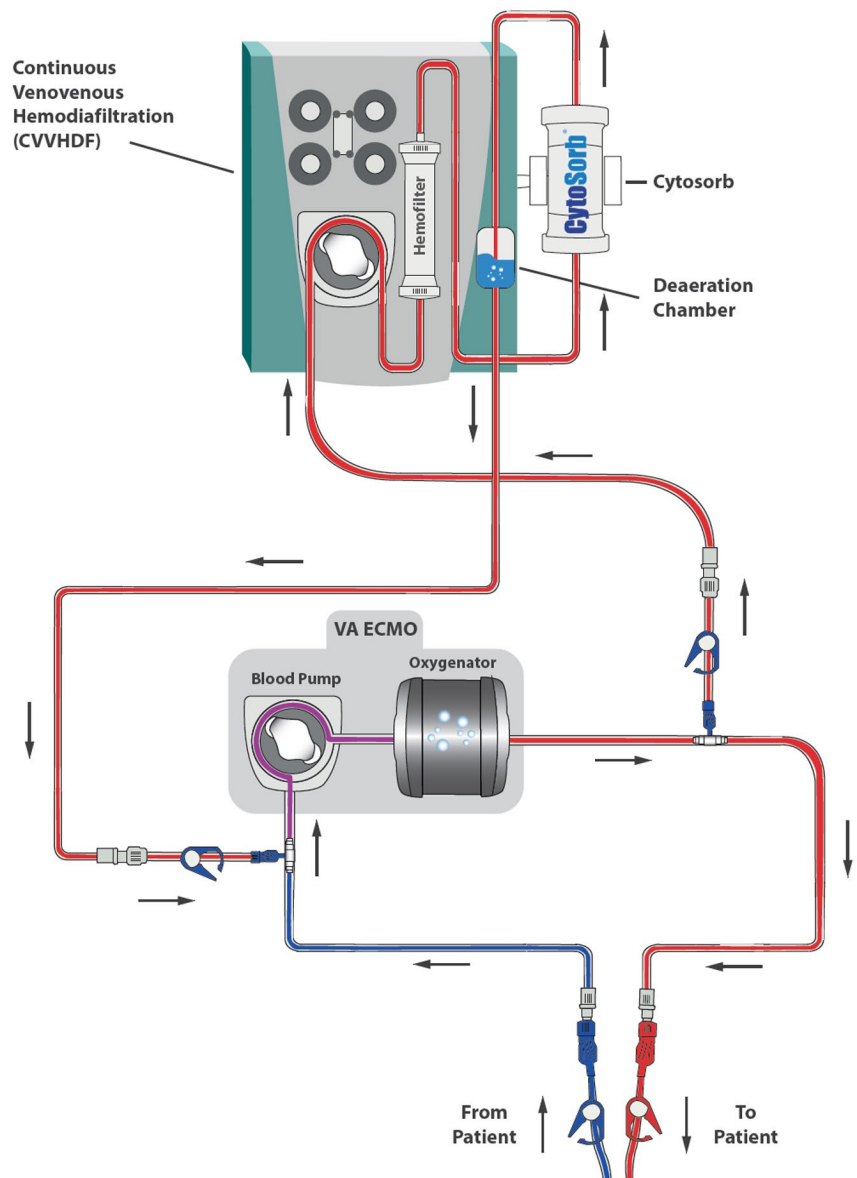 Continuous
Venovenous
Hemodiafiltration
(CVVHDF)
Hemofilter
CytoSorb
Cytosorb
Deaeration
Chamber
VA ECMO
Blood Pump
Oxygenator
From
Patient
To
Patient